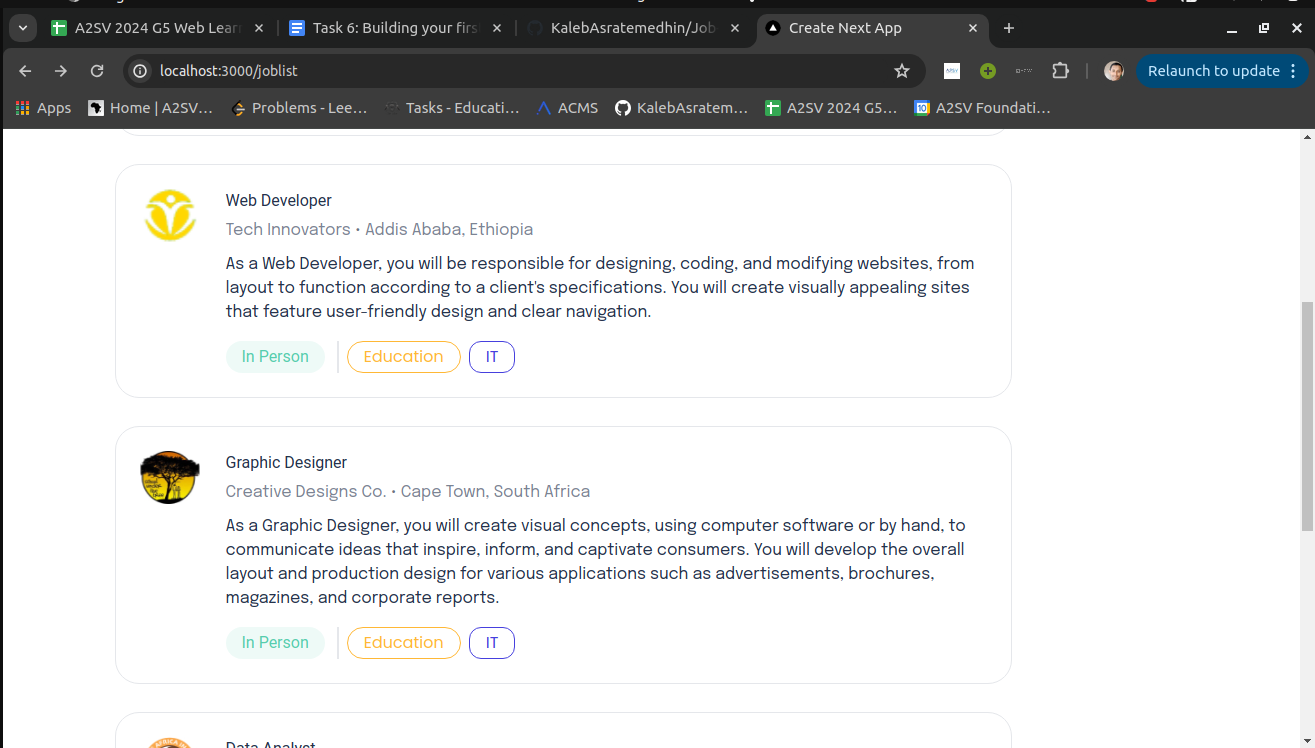 A2SV 2024 G5 Web Lear
Task 6: Building your firs
KalebAsratemedhin/Job
Create Next App
localhost:3000/joblist
Relaunch to update
Apps
Home | A2SV...
Problems - Lee...
Tasks - Educati...
ACMS
KalebAsratem...
A2SV 2024 G5...
A2SV Foundati...
Web Developer
Tech Innovators • Addis Ababa, Ethiopia
As a Web Developer, you will be responsible for designing, coding, and modifying websites, from
layout to function according to a client's specifications. You will create visually appealing sites
that feature user-friendly design and clear navigation.
In Person
Education
IT
Graphic Designer
Creative Designs Co. • Cape Town, South Africa
As a Graphic Designer, you will create visual concepts, using computer software or by hand, to
communicate ideas that inspire, inform, and captivate consumers. You will develop the overall
layout and production design for various applications such as advertisements, brochures,
magazines, and corporate reports.
In Person
Education
IT
Data Analyst